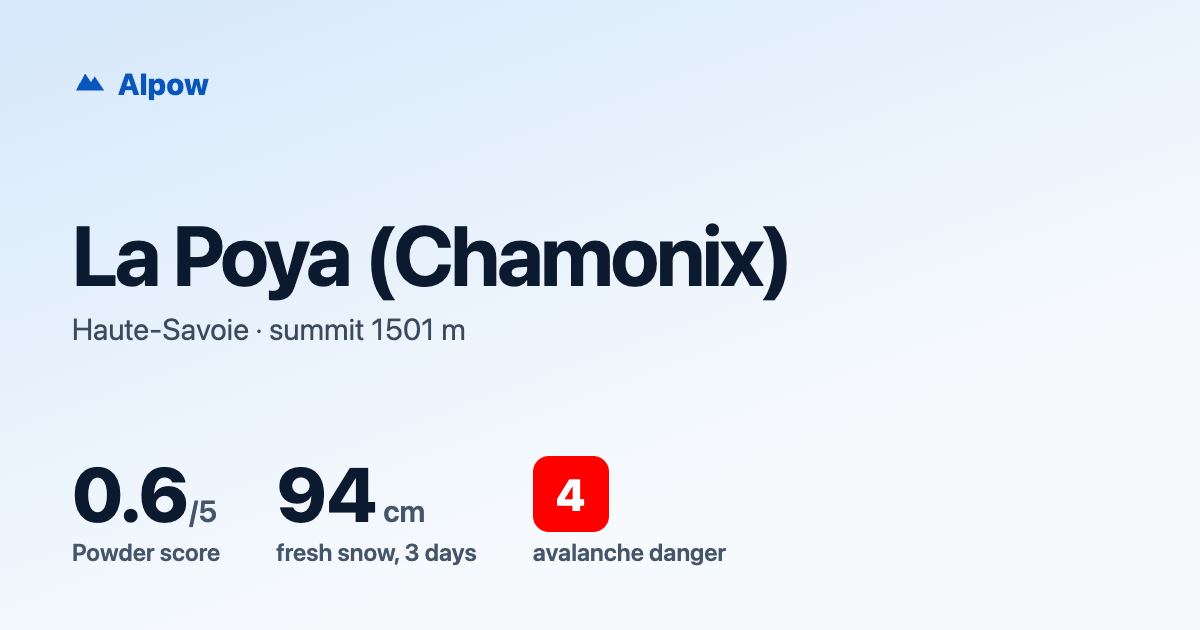 Alpow
La Poya (Chamonix)
Haute-Savoie · summit 1501 m
0.6/5 94 cm 4
Powder score fresh snow, 3 days avalanche danger